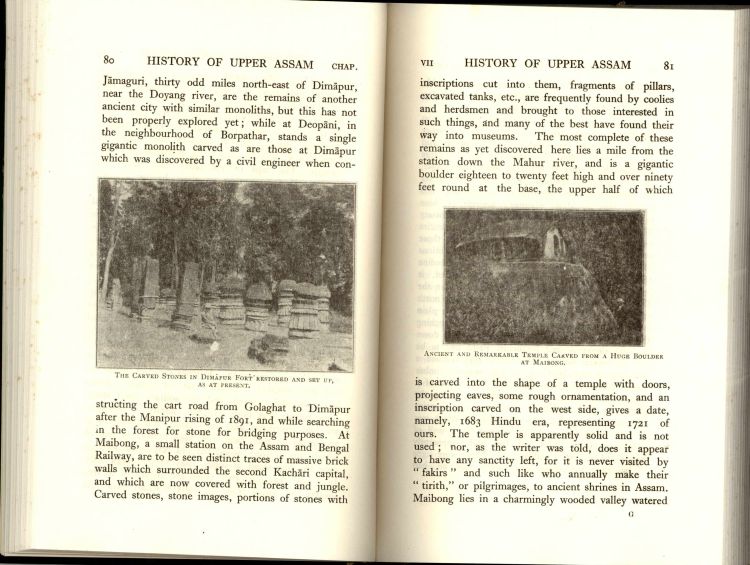 80 HISTORY OF UPPER ASSAM CHAP.
Jāmaguri, thirty odd miles north-east of Dimāpur,
near the Doyang river, are the remains of another
ancient city with similar monoliths, but this has not
been properly explored yet; while at Deopāni, in
the neighbourhood of Borpathar, stands a single
gigantic monolith carved as are those at Dimāpur
which was discovered by a civil engineer when con-
The Carved Stones in Dimāpur Fort restored and set up,
as at present.
structing the cart road from Golaghat to Dimāpur
after the Manipur rising of 1891, and while searching
in the forest for stone for bridging purposes. At
Maibong, a small station on the Assam and Bengal
Railway, are to be seen distinct traces of massive brick
walls which surrounded the second Kachāri capital,
and which are now covered with forest and jungle.
Carved stones, stone images, portions of stones with
VII HISTORY OF UPPER ASSAM 81
inscriptions cut into them, fragments of pillars,
excavated tanks, etc., are frequently found by coolies
and herdsmen and brought to those interested in
such things, and many of the best have found their
way into museums. The most complete of these
remains as yet discovered here lies a mile from the
station down the Mahur river, and is a gigantic
boulder eighteen to twenty feet high and over ninety
feet round at the base, the upper half of which
Ancient and Remarkable Temple Carved from a Huge Boulder
at Maibong.
is carved into the shape of a temple with doors,
projecting eaves, some rough ornamentation, and an
inscription carved on the west side, gives a date,
namely, 1683 Hindu era, representing 1721 of
ours. The temple is apparently solid and is not
used; nor, as the writer was told, does it appear
to have any sanctity left, for it is never visited by
"fakirs" and such like who annually make their
"tirith," or pilgrimages, to ancient shrines in Assam.
Maibong lies in a charmingly wooded valley watered
G